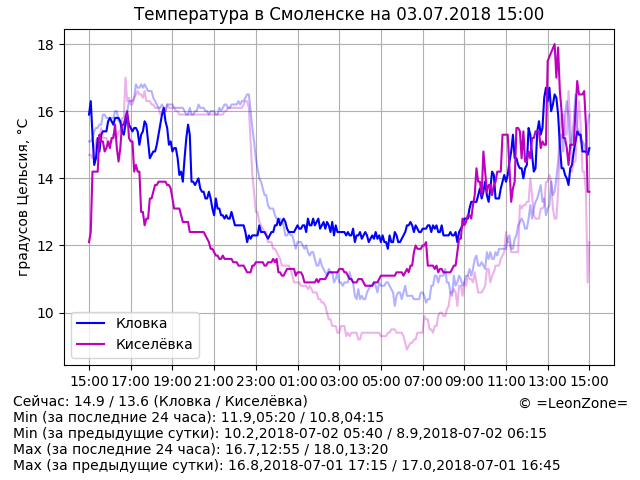 Температура в Смоленске на 03.07.2018 15:00
градусов Цельсия, °C
18
16
14
12
10
Кловка
Киселёвка
15:00 17:00 19:00 21:00 23:00 01:00 03:00 05:00 07:00 09:00 11:00 13:00 15:00
Сейчас: 14.9 / 13.6 (Кловка / Киселёвка)
© =LeonZone=
Min (за последние 24 часа): 11.9,05:20 / 10.8,04:15
Min (за предыдущие сутки): 10.2,2018-07-02 05:40 / 8.9,2018-07-02 06:15
Max (за последние 24 часа): 16.7,12:55 / 18.0,13:20
Max (за предыдущие сутки): 16.8,2018-07-01 17:15 / 17.0,2018-07-01 16:45